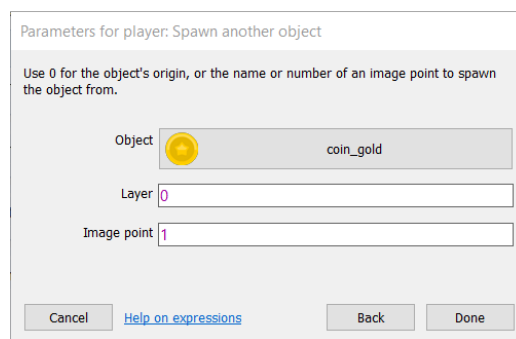 Parameters for player: Spawn another object
Use 0 for the object's origin, or the name or number of an image point to spawn
the object from.
Object coin_gold
Layer 0
Image point 1
Cancel Help on expressions Back Done